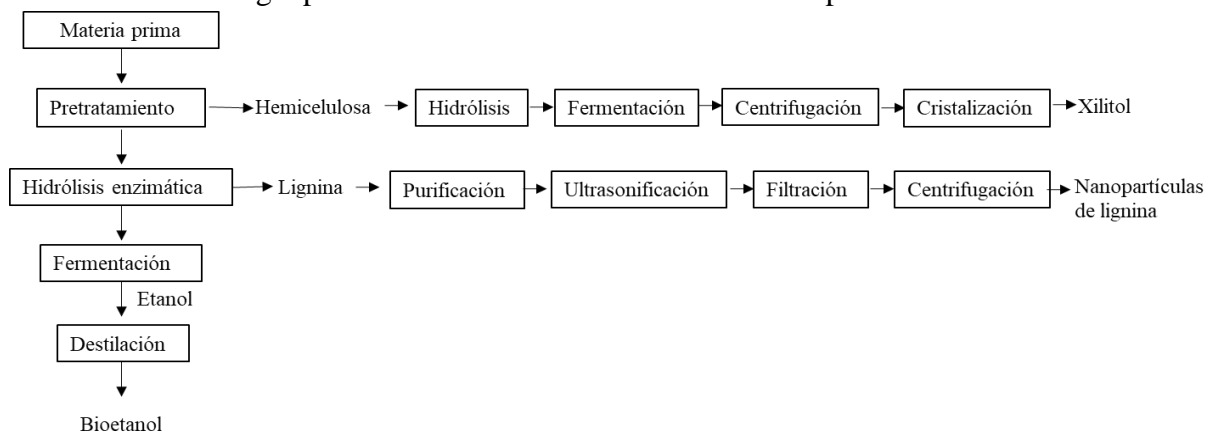 Materia prima
Pretratamiento
Hemicelulosa
Hidrólisis
Fermentación
Centrifugación
Cristalización
Xilitol
Hidrólisis enzimática
Lignina
Purificación
Ultrasonificación
Filtración
Centrifugación
Nanopartículas
de lignina
Fermentación
Etanol
Destilación
Bioetanol